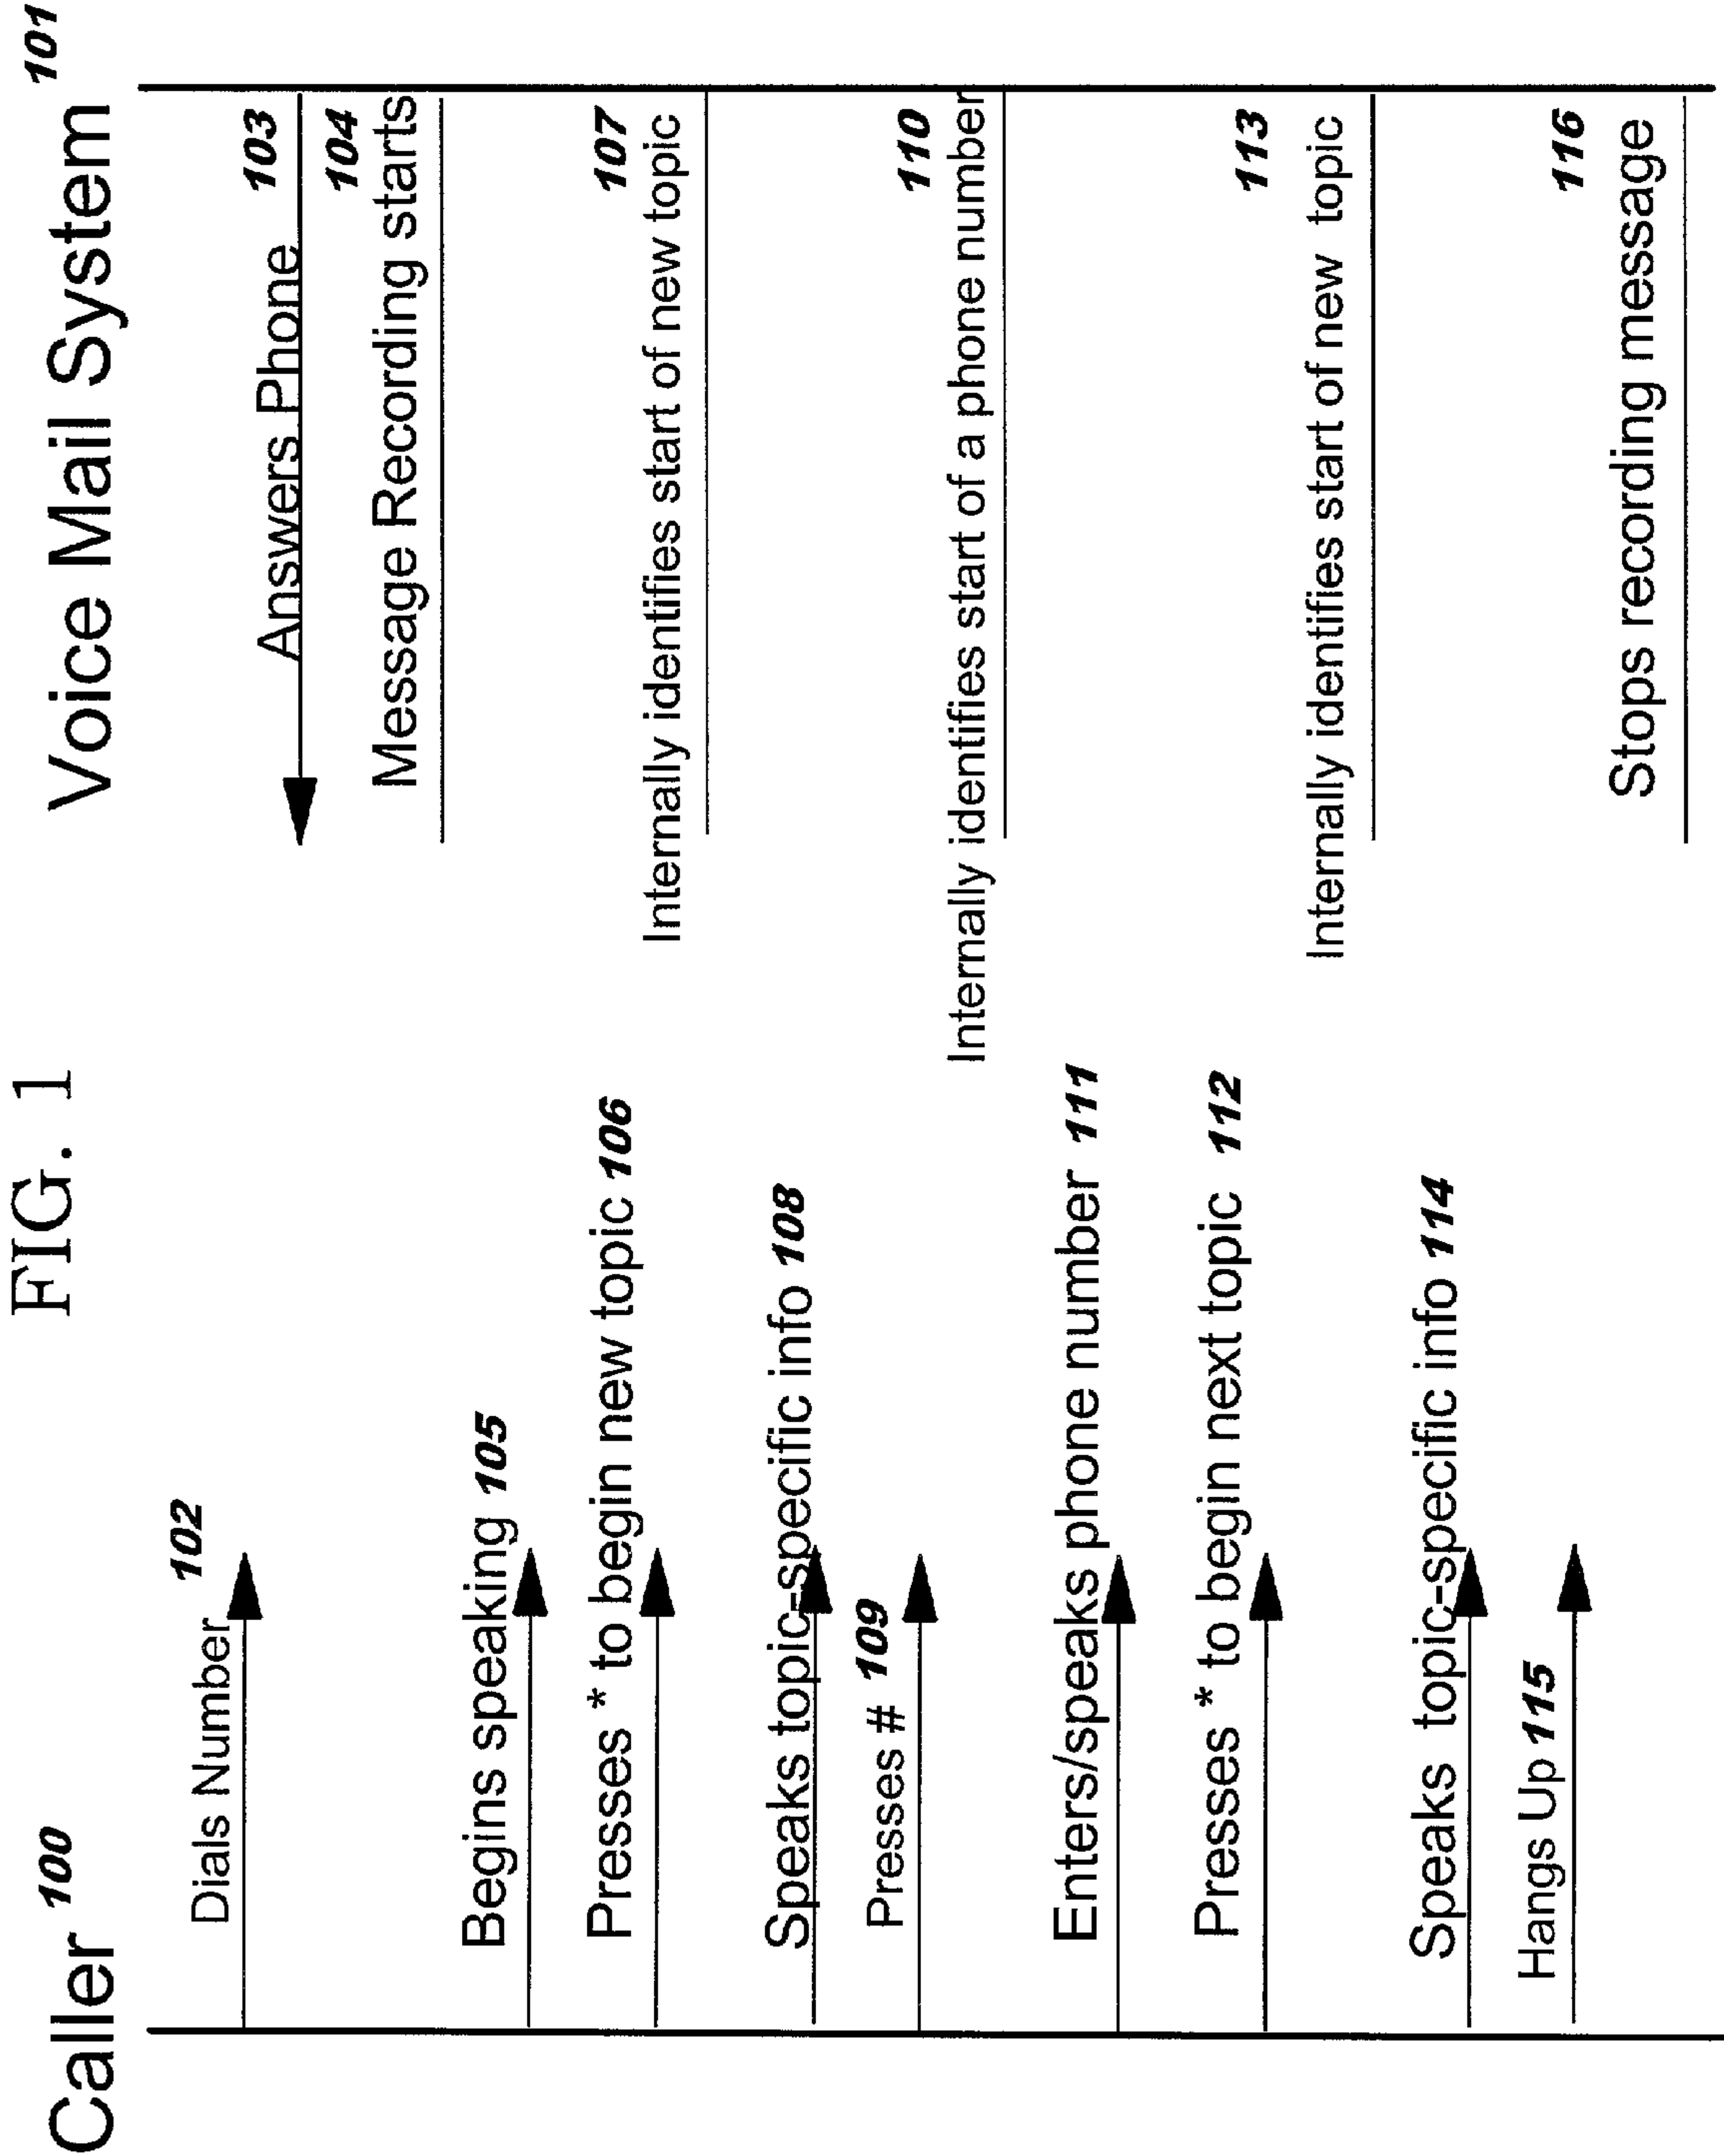 FIG. 1
Caller 100
Voice Mail System 101
Dials Number 102
Answers Phone 103
104
Message Recording starts
Begins speaking 105
Presses * to begin new topic 106
107
Internally identifies start of new topic
Speaks topic-specific info 108
Presses # 109
110
Internally identifies start of a phone number
Enters/speaks phone number 111
Presses * to begin next topic 112
113
Internally identifies start of new topic
Speaks topic-specific info 114
Hangs Up 115
116
Stops recording message